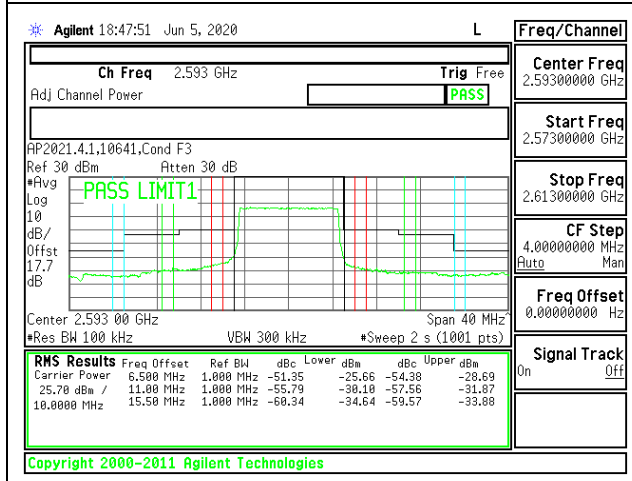 Agilent 18:47:51 Jun 5, 2020 L
Ch Freq 2.593 GHz Trig Free
Adj Channel Power PASS
AP2021.4.1,10641,Cond F3
Ref 30 dBm Atten 30 dB
#Avg
Log
10
dB/
Offst
17.7
dB
PASS LIMIT1
Center 2.593 00 GHz Span 40 MHz^
#Res BW 100 kHz VBW 300 kHz #Sweep 2 s (1001 pts)
RMS Results Freq Offset Ref BW dBc Lower dBm dBc Upper dBm
Carrier Power 6.500 MHz 1.000 MHz -51.35 -25.66 -54.38 -28.69
25.70 dBm / 11.00 MHz 1.000 MHz -55.79 -30.10 -57.56 -31.87
10.0000 MHz 15.50 MHz 1.000 MHz -60.34 -34.64 -59.57 -33.88
Copyright 2000-2011 Agilent Technologies
Freq/Channel
Center Freq
2.59300000 GHz
Start Freq
2.57300000 GHz
Stop Freq
2.61300000 GHz
CF Step
4.00000000 MHz
Auto Man
Freq Offset
0.00000000 Hz
Signal Track
On Off